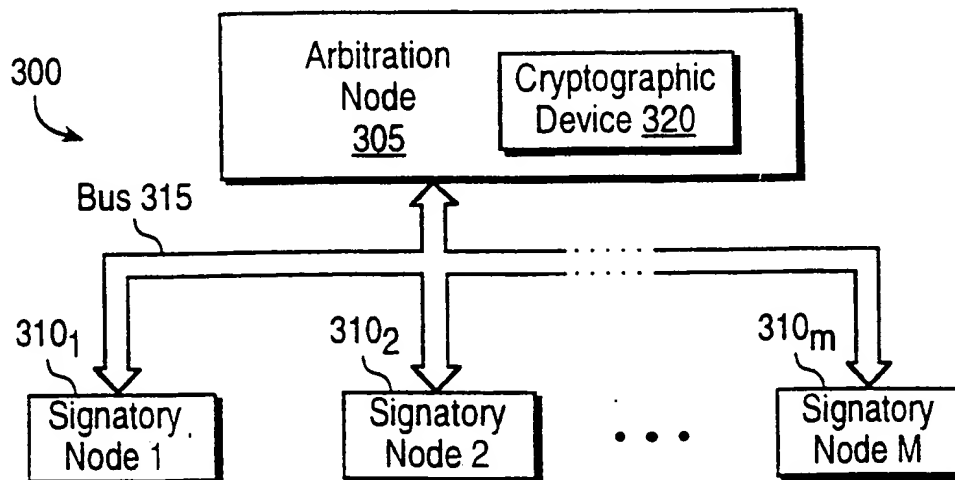 300
Arbitration
Node
305
Cryptographic
Device 320
Bus 315
310₁
Signatory
Node 1
310₂
Signatory
Node 2
310ₘ
Signatory
Node M